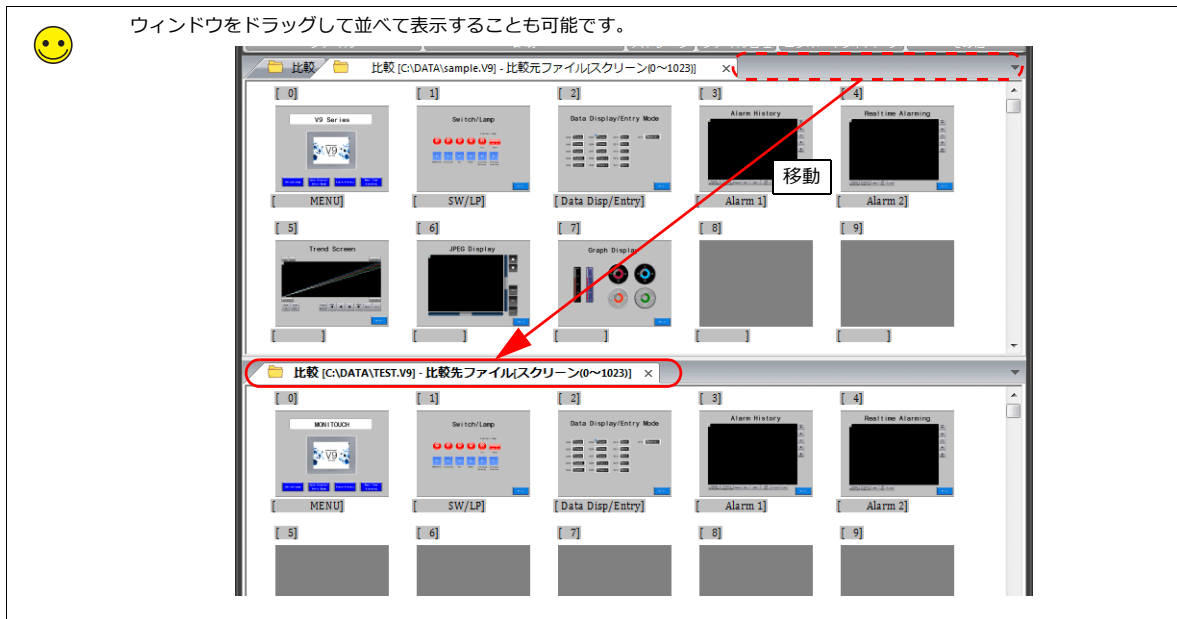 ウィンドウをドラッグして並べて表示することも可能です。
比較 比較 [C:\DATA\sample.V9] - 比較元ファイル[スクリーン(0～1023)] ×
[ 0] [ 1] [ 2] [ 3] [ 4]
V9 Series Switch/Lamp Data Display/Entry Mode Alarm History Realtime Alarming
V9
移動
[ MENU] [ SW/LP] [ Data Disp/Entry] [ Alarm 1] [ Alarm 2]
[ 5] [ 6] [ 7] [ 8] [ 9]
Trend Screen JPEG Display Graph Display
[ ] [ ] [ ] [ ] [ ]
比較 [C:\DATA\TEST.V9] - 比較先ファイル[スクリーン(0～1023)] ×
[ 0] [ 1] [ 2] [ 3] [ 4]
MONITOUCH Switch/Lamp Data Display/Entry Mode Alarm History Realtime Alarming
V9
[ MENU] [ SW/LP] [ Data Disp/Entry] [ Alarm 1] [ Alarm 2]
[ 5] [ 6] [ 7] [ 8] [ 9]